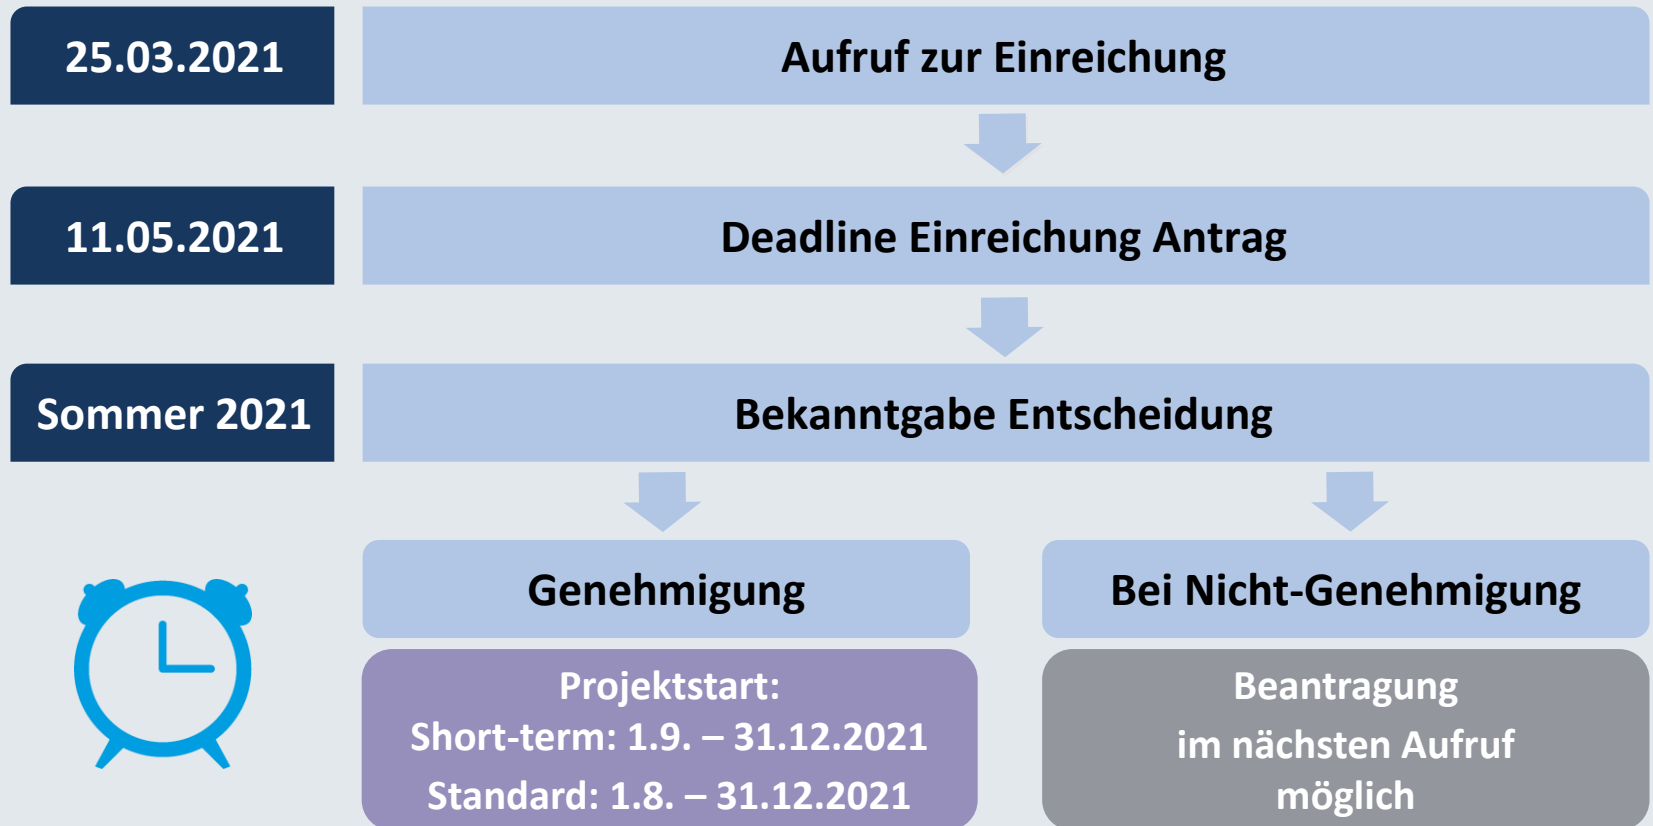 25.03.2021
Aufruf zur Einreichung
11.05.2021
Deadline Einreichung Antrag
Sommer 2021
Bekanntgabe Entscheidung
Genehmigung
Projektstart:
Short-term: 1.9. – 31.12.2021
Standard: 1.8. – 31.12.2021
Bei Nicht-Genehmigung
Beantragung
im nächsten Aufruf
möglich